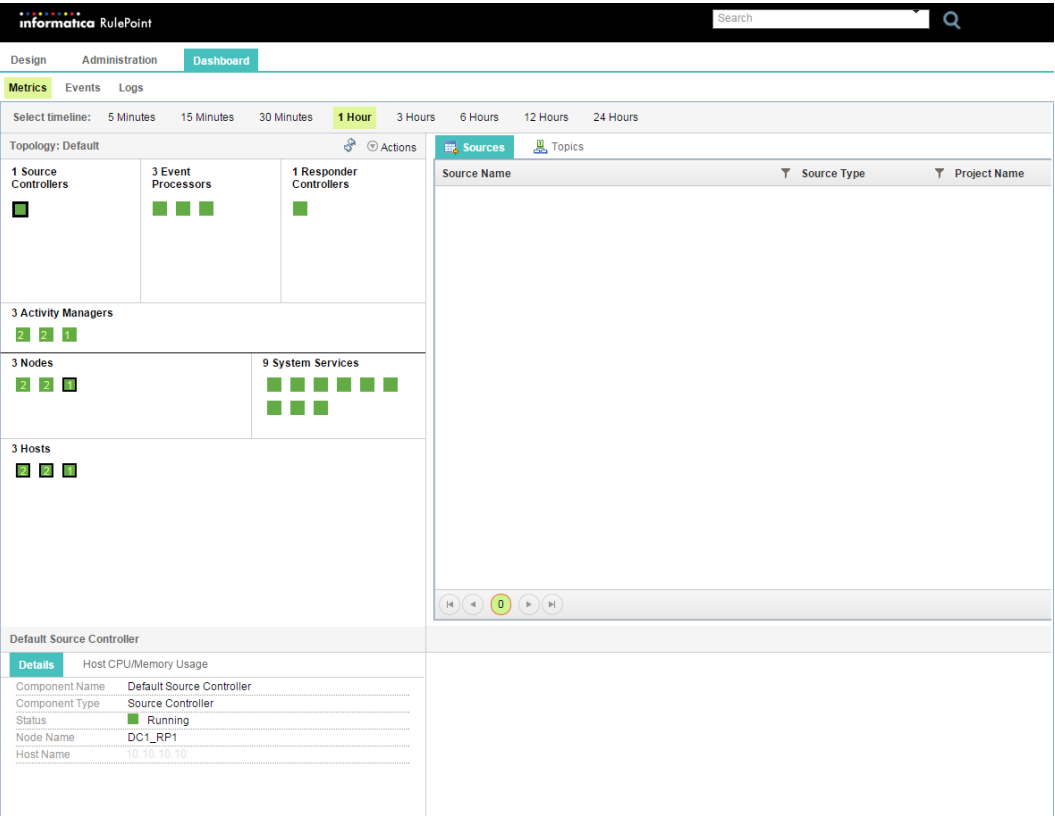 informatica RulePoint
Search
Design Administration Dashboard
Metrics Events Logs
Select timeline: 5 Minutes 15 Minutes 30 Minutes 1 Hour 3 Hours 6 Hours 12 Hours 24 Hours
Topology: Default Actions
1 Source
Controllers
3 Event
Processors
1 Responder
Controllers
3 Activity Managers
2 2 1
3 Nodes
2 2 1
9 System Services
3 Hosts
2 2 1
Sources Topics
Source Name Source Type Project Name
0
Default Source Controller
Details Host CPU/Memory Usage
Component Name Default Source Controller
Component Type Source Controller
Status Running
Node Name DC1_RP1
Host Name 10.10.10.10